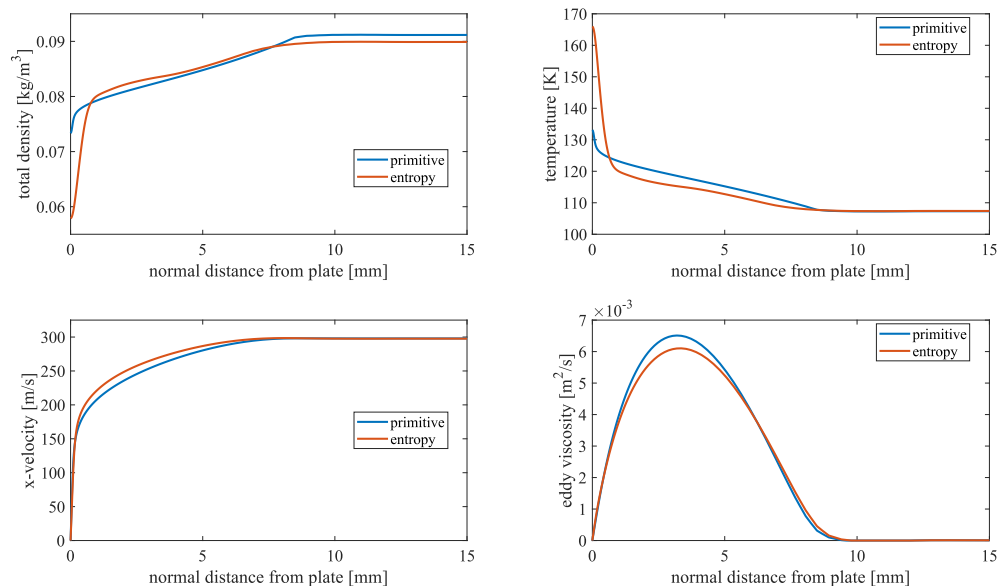 total density [kg/m³]
0.09
0.08
0.07
0.06
primitive
entropy
0 5 10 15
normal distance from plate [mm]
temperature [K]
170
160
150
140
130
120
110
100
primitive
entropy
0 5 10 15
normal distance from plate [mm]
x-velocity [m/s]
300
250
200
150
100
50
0
primitive
entropy
0 5 10 15
normal distance from plate [mm]
×10⁻³
eddy viscosity [m²/s]
7
6
5
4
3
2
1
0
primitive
entropy
0 5 10 15
normal distance from plate [mm]